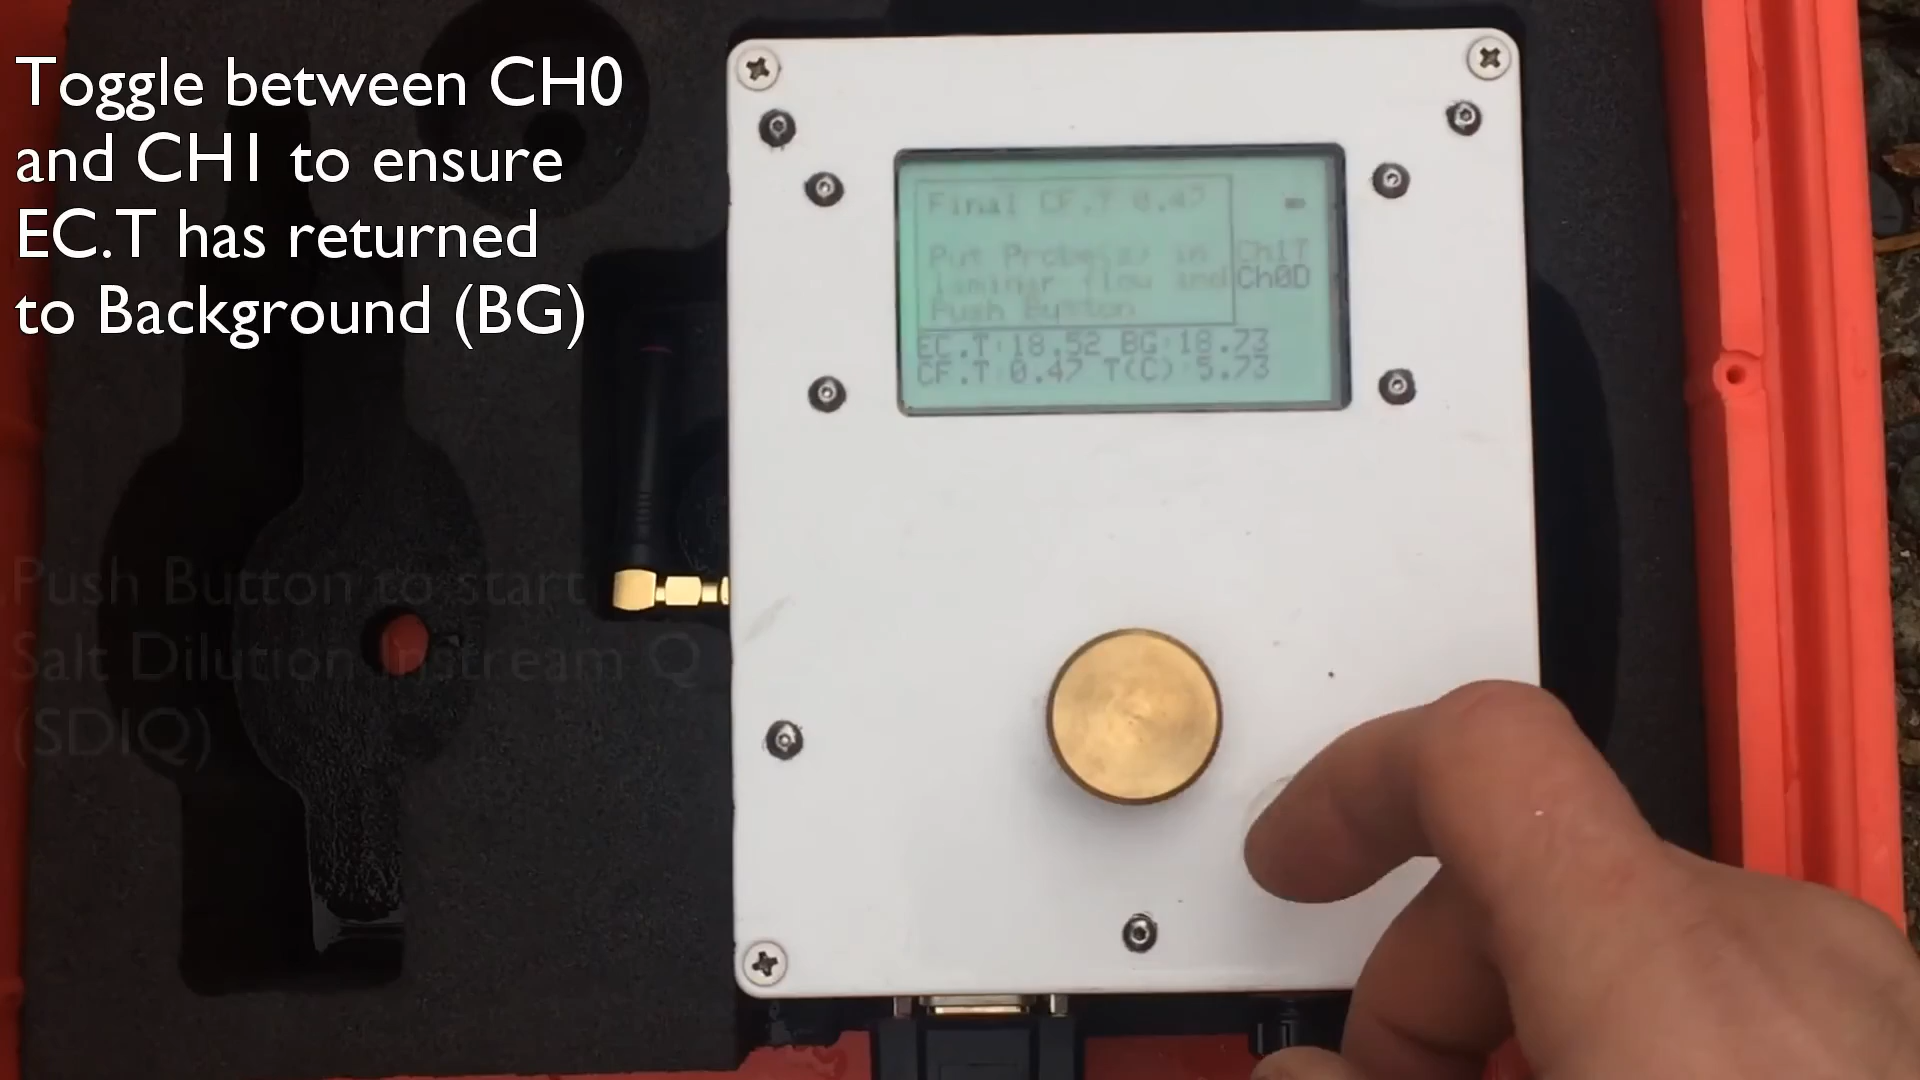 Toggle between CH0
and CH1 to ensure
EC.T has returned
to Background (BG)
Push Button to start
Salt Dilution Instream Q
(SDIQ)
Final CF.T 0.47
Put Probe(s) in
laminir flow and
Push Button
Ch1T
Ch0D
EC.T:18.52 BG:18.73
CF.T 0.47 T(C):5.73